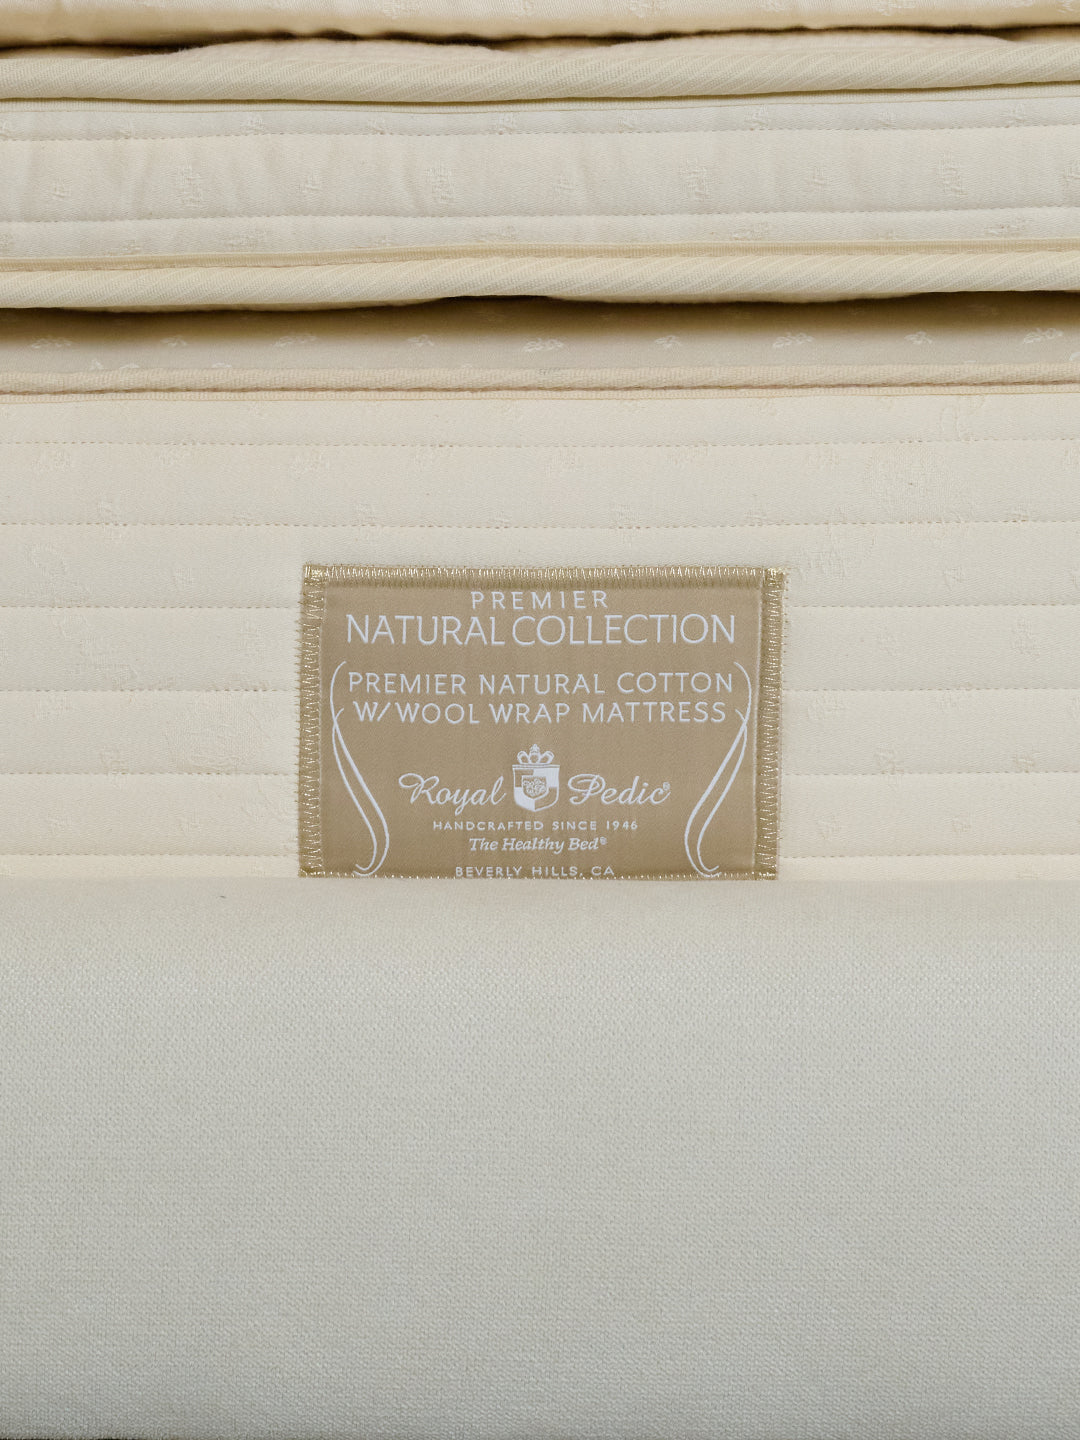 PREMIER
NATURAL COLLECTION
PREMIER NATURAL COTTON
W/WOOL WRAP MATTRESS
Royal Pedic®
HANDCRAFTED SINCE 1946
The Healthy Bed®
BEVERLY HILLS, CA